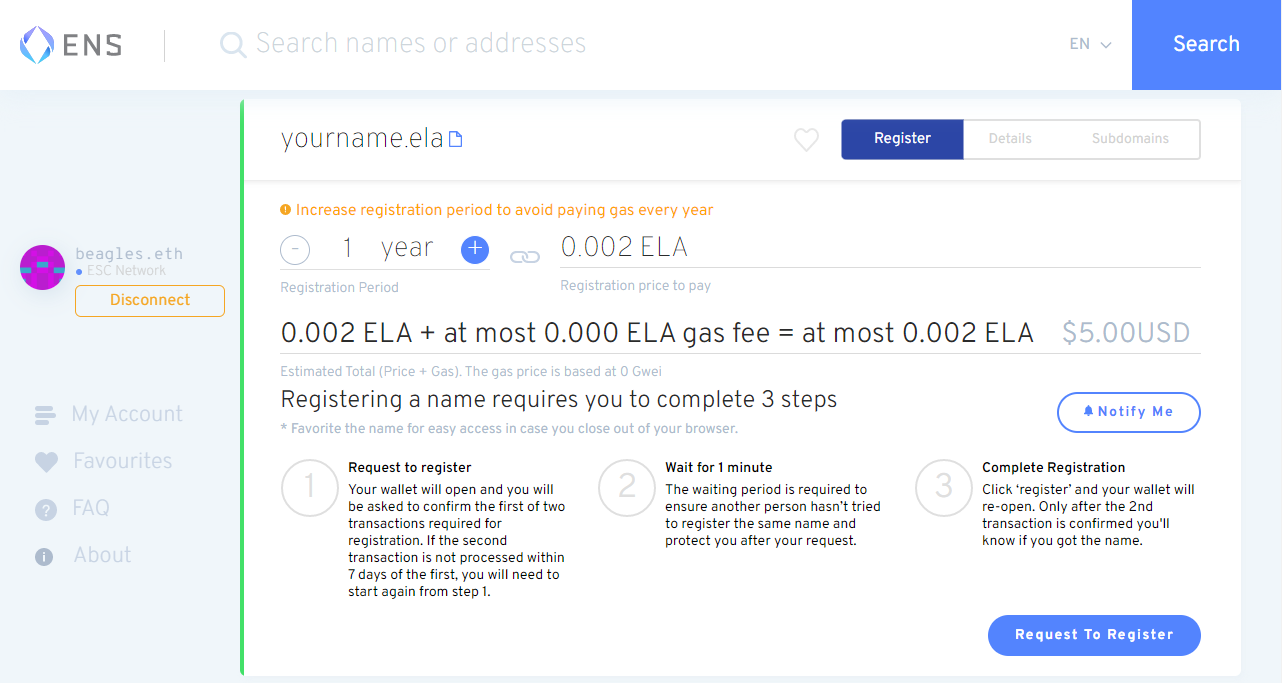 ENS
Search names or addresses
EN
Search
yourname.ela
Register
Details
Subdomains
Increase registration period to avoid paying gas every year
- 1 year +
0.002 ELA
Registration Period
Registration price to pay
beagles.eth
ESC Network
Disconnect
0.002 ELA + at most 0.000 ELA gas fee = at most 0.002 ELA
$5.00USD
Estimated Total (Price + Gas). The gas price is based at 0 Gwei
Registering a name requires you to complete 3 steps
* Favorite the name for easy access in case you close out of your browser.
Notify Me
My Account
Favourites
FAQ
About
1
Request to register
Your wallet will open and you will
be asked to confirm the first of two
transactions required for
registration. If the second
transaction is not processed within
7 days of the first, you will need to
start again from step 1.
2
Wait for 1 minute
The waiting period is required to
ensure another person hasn't tried
to register the same name and
protect you after your request.
3
Complete Registration
Click ‘register’ and your wallet will
re-open. Only after the 2nd
transaction is confirmed you'll
know if you got the name.
Request To Register